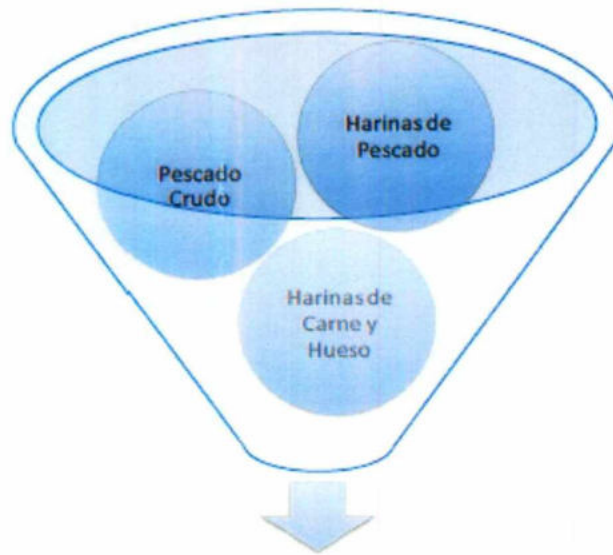 Harinas de
Pescado
Pescado
Crudo
Harinas de
Carne y
Hueso